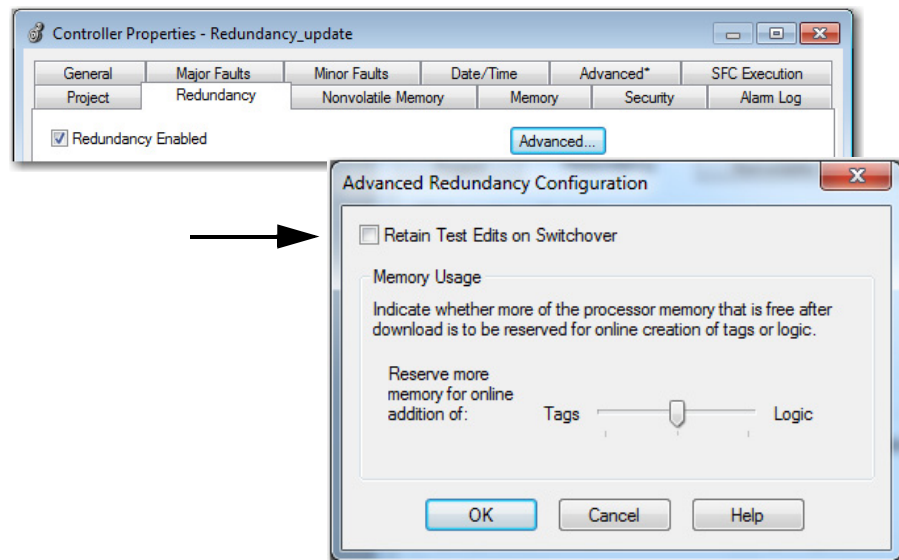 Controller Properties - Redundancy_update
General Major Faults Minor Faults Date/Time Advanced* SFC Execution
Project Redundancy Nonvolatile Memory Memory Security Alarm Log
Redundancy Enabled Advanced...
Advanced Redundancy Configuration
Retain Test Edits on Switchover
Memory Usage
Indicate whether more of the processor memory that is free after
download is to be reserved for online creation of tags or logic.
Reserve more
memory for online
addition of: Tags Logic
OK Cancel Help